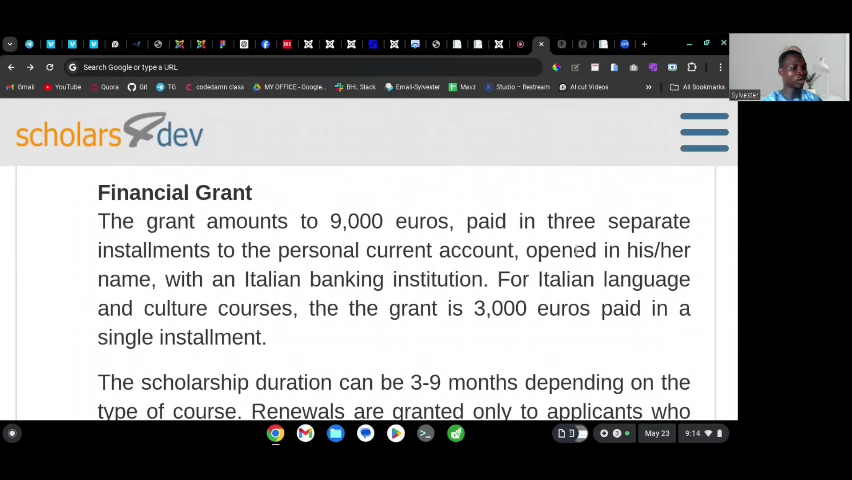 Search Google or type a URL
Gmail YouTube Quora Git TG codedamn class MY OFFICE - Google... BHI, Slack Email-Sylvester Mavz Studio – Restream AI cut Videos » All Bookmarks
Sylvester
scholars4dev
Financial Grant
The grant amounts to 9,000 euros, paid in three separate
installments to the personal current account, opened in his/her
name, with an Italian banking institution. For Italian language
and culture courses, the the grant is 3,000 euros paid in a
single installment.
The scholarship duration can be 3-9 months depending on the
type of course. Renewals are granted only to applicants who
May 23 9:14